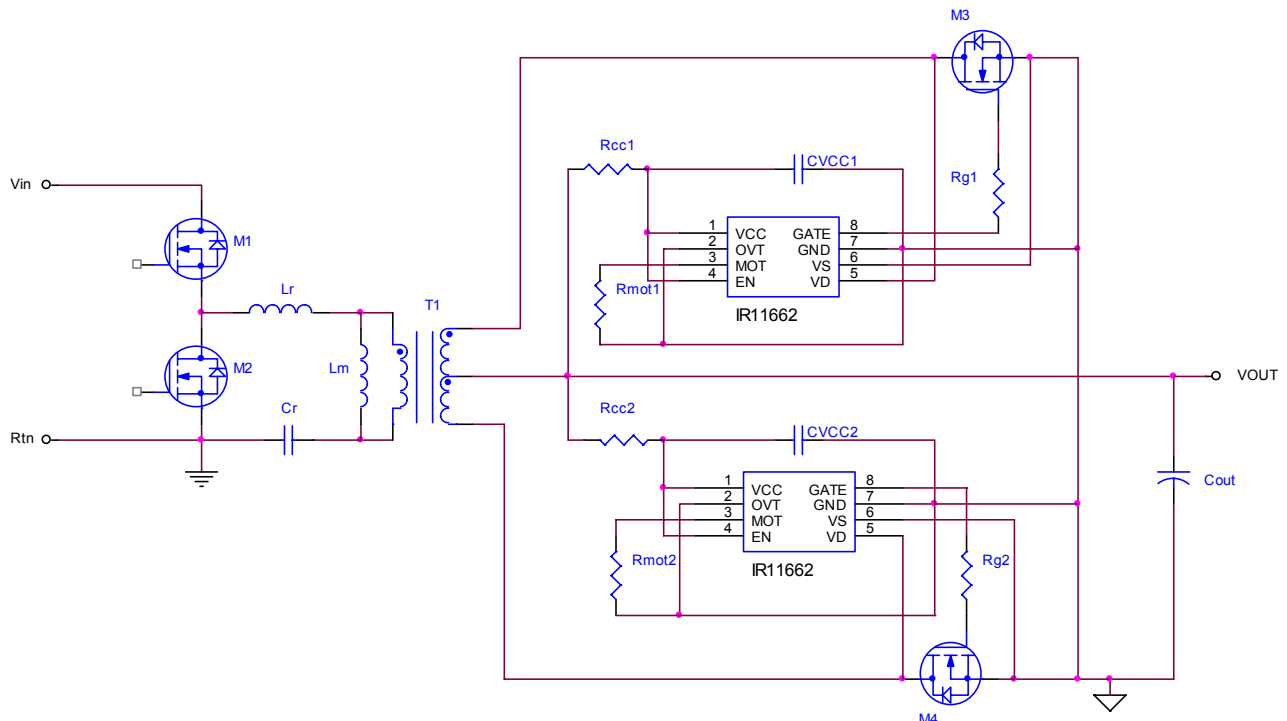 M3
Rcc1
CVCC1
Rg1
Vin
1 VCC GATE 8
2 OVT GND 7
3 MOT VS 6
4 EN VD 5
M1
Lr
T1
Rmot1
IR11662
M2
Lm
VOUT
Cr
Rcc2
CVCC2
Rtn
1 VCC GATE 8
2 OVT GND 7
3 MOT VS 6
4 EN VD 5
Cout
Rmot2
Rg2
IR11662
M4